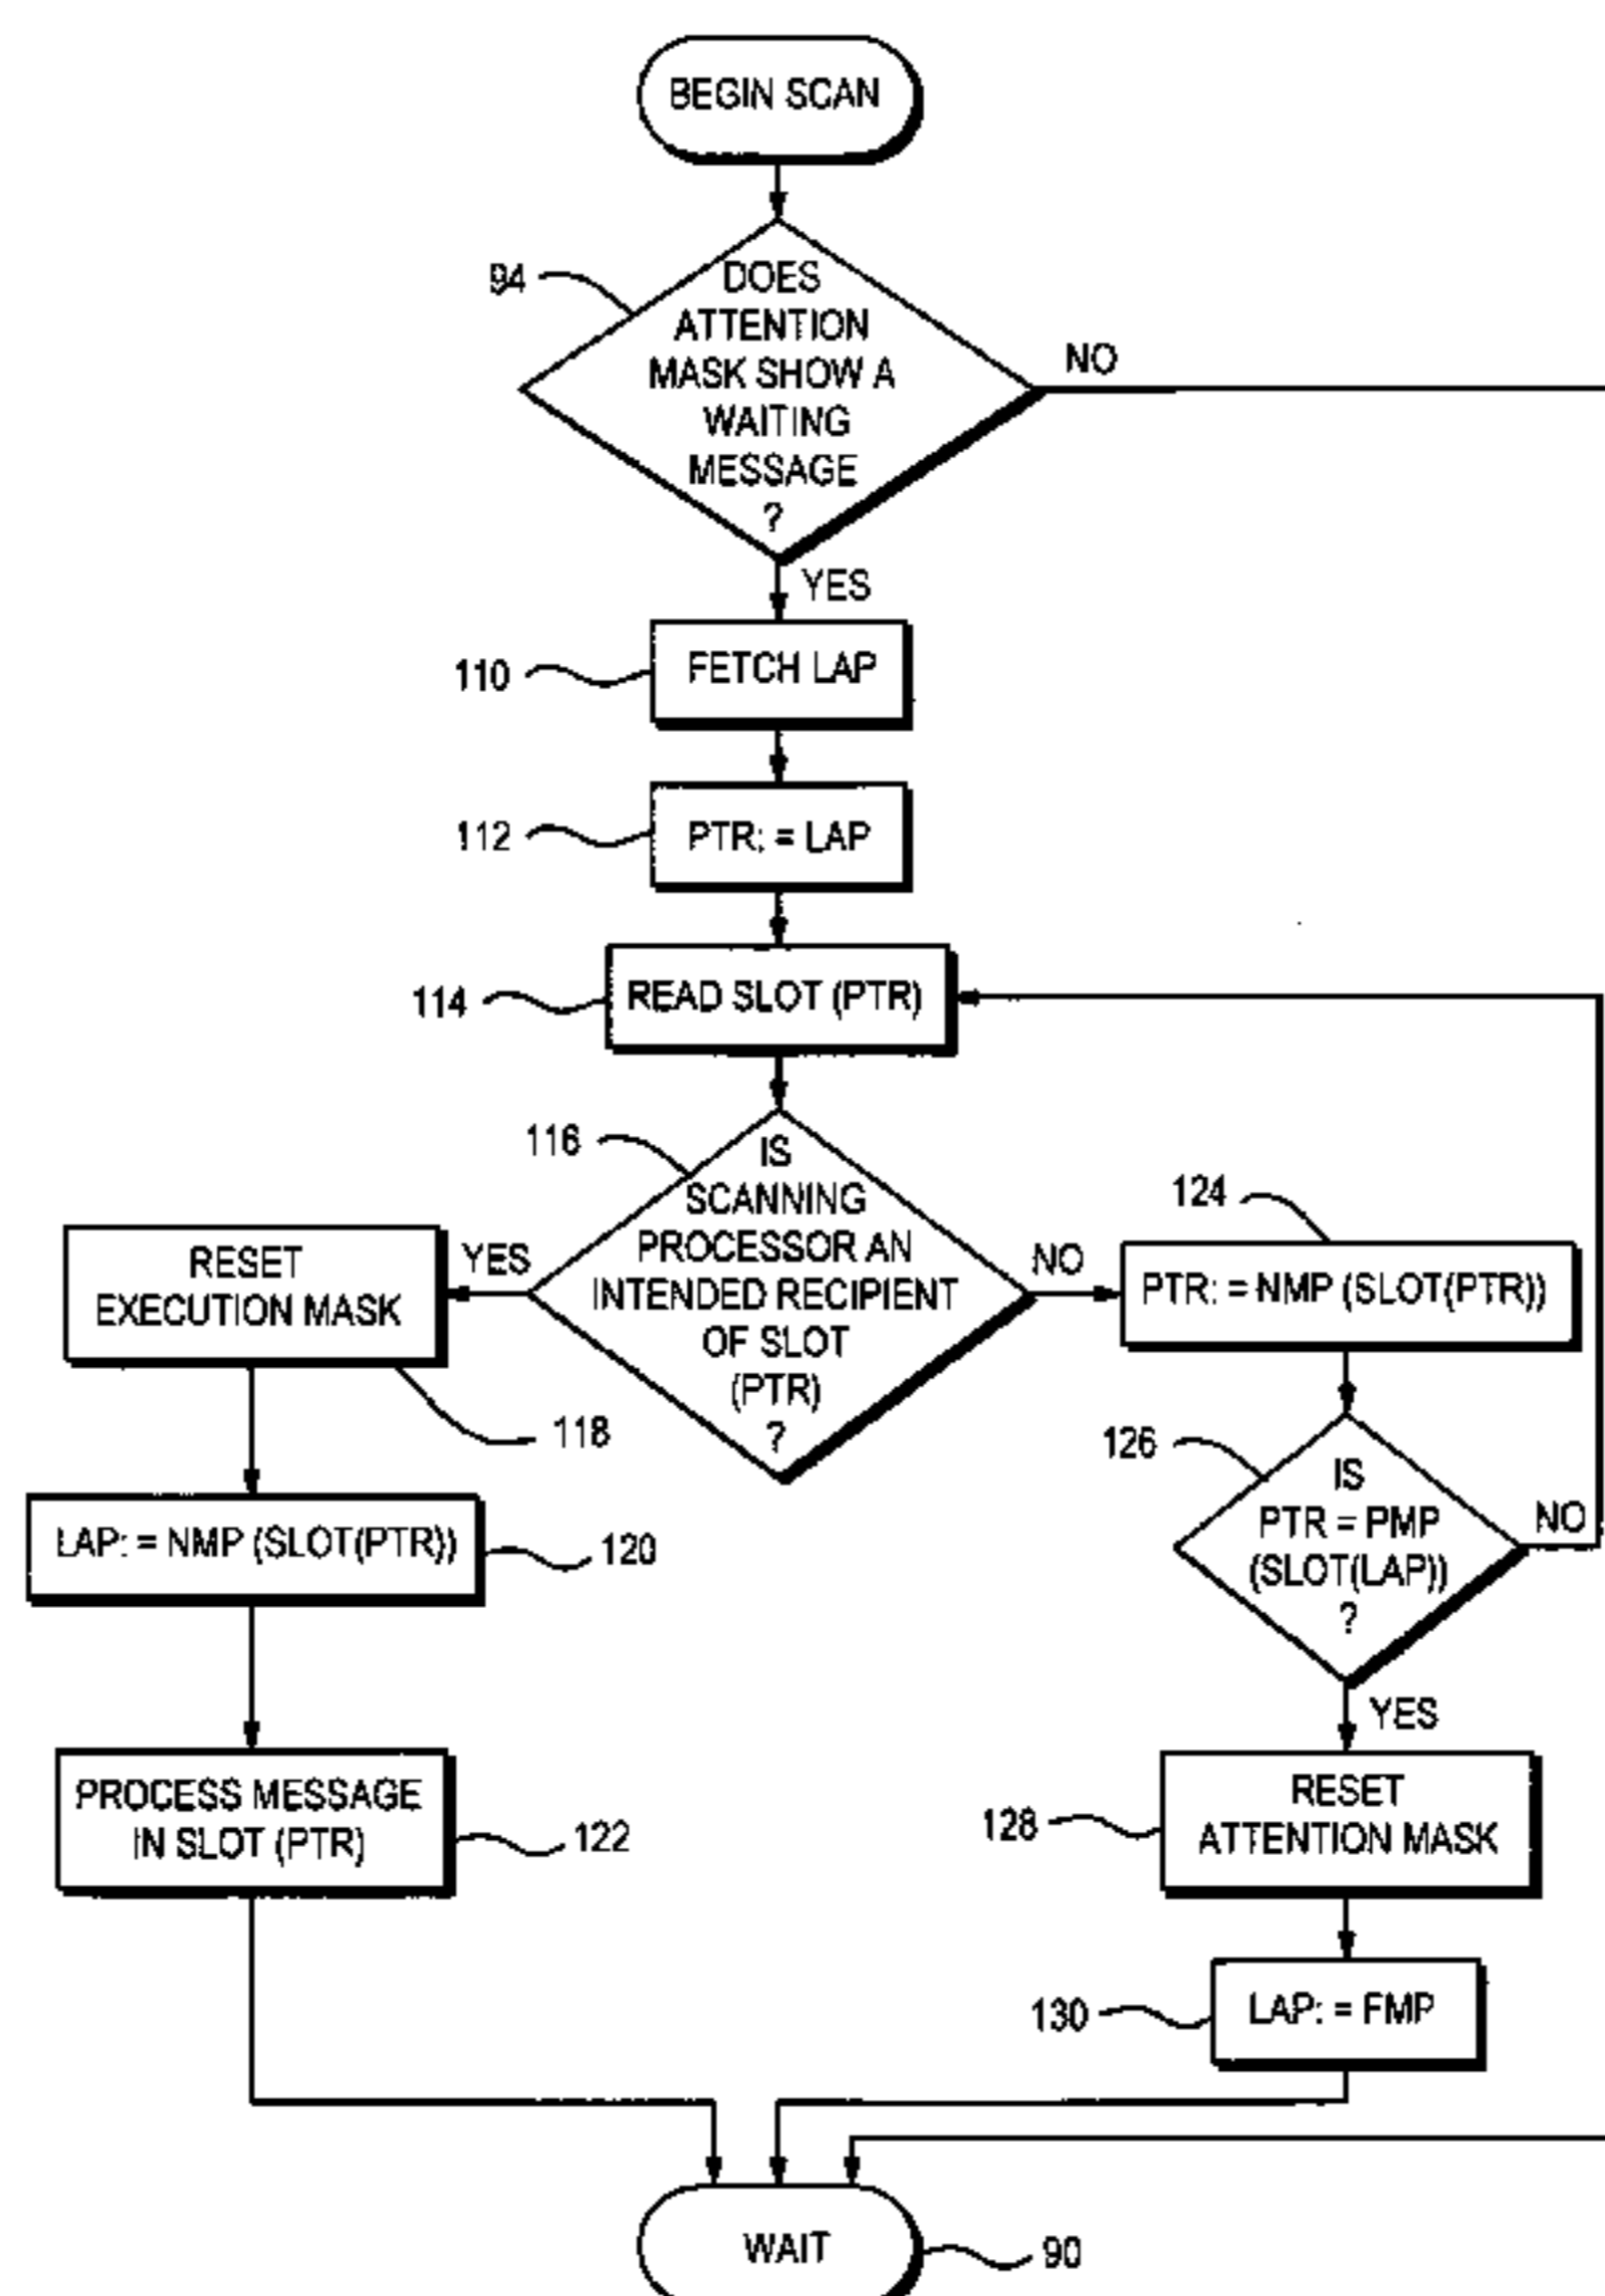 BEGIN SCAN
94
DOES
ATTENTION
MASK SHOW A
WAITING
MESSAGE
?
NO
YES
110
FETCH LAP
112
PTR: = LAP
114
READ SLOT (PTR)
116
IS
SCANNING
PROCESSOR AN
INTENDED RECIPIENT
OF SLOT
(PTR)
?
YES
RESET
EXECUTION MASK
118
LAP: = NMP (SLOT(PTR))
120
PROCESS MESSAGE
IN SLOT (PTR)
122
NO
124
PTR: = NMP (SLOT(PTR))
126
IS
PTR = PMP
(SLOT(LAP))
?
NO
YES
128
RESET
ATTENTION MASK
130
LAP: = FMP
WAIT
90